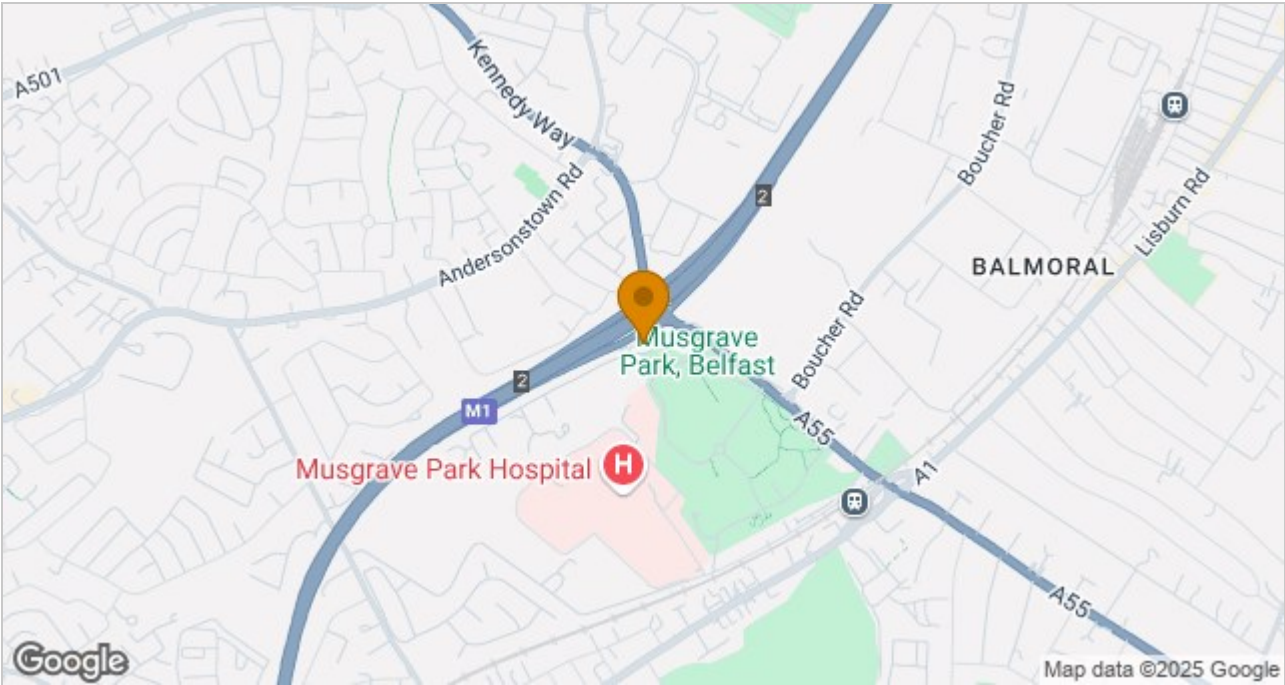 A501
Kennedy Way
Boucher Rd
2
Andersonstown Rd
Lisburn Rd
BALMORAL
Boucher Rd
Musgrave
Park, Belfast
2
M1
A55
Musgrave Park Hospital
H
A1
A55
Google
Map data ©2025 Google